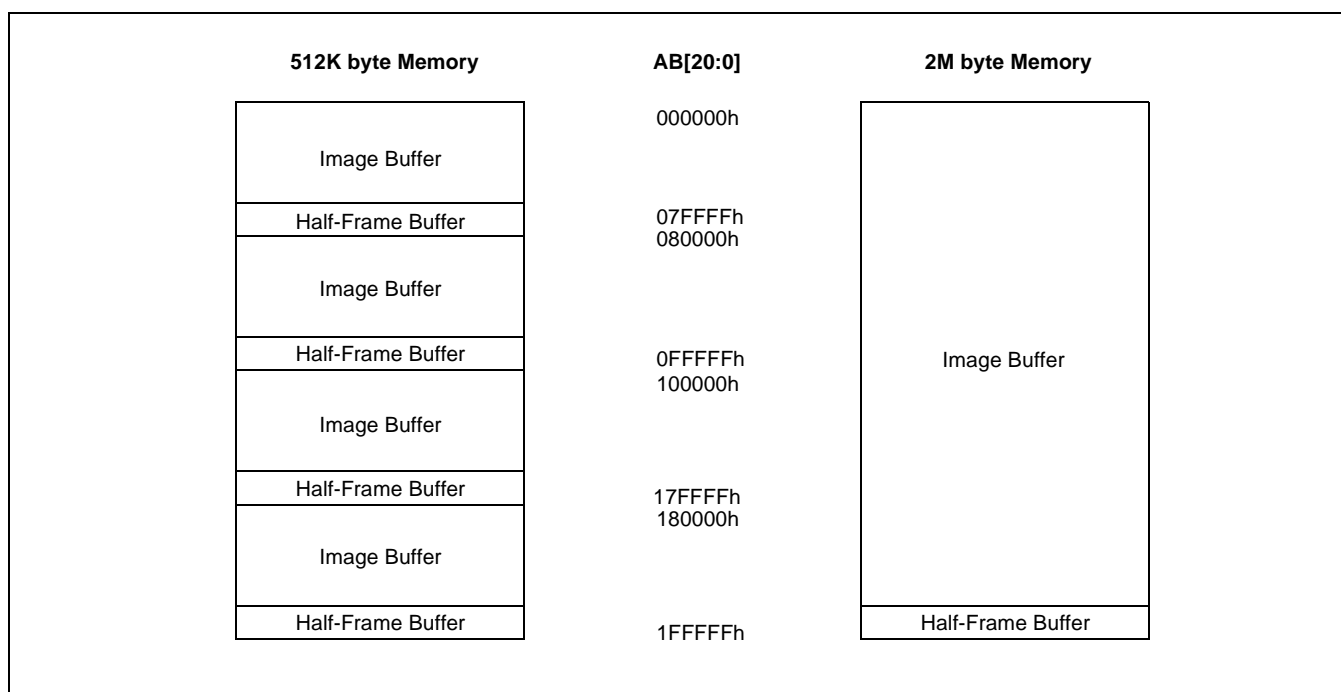 512K byte Memory
AB[20:0]
2M byte Memory
000000h
Image Buffer
Half-Frame Buffer
07FFFFh
080000h
Image Buffer
Half-Frame Buffer
0FFFFFh
Image Buffer
100000h
Image Buffer
Half-Frame Buffer
17FFFFh
180000h
Image Buffer
Half-Frame Buffer
1FFFFFh
Half-Frame Buffer